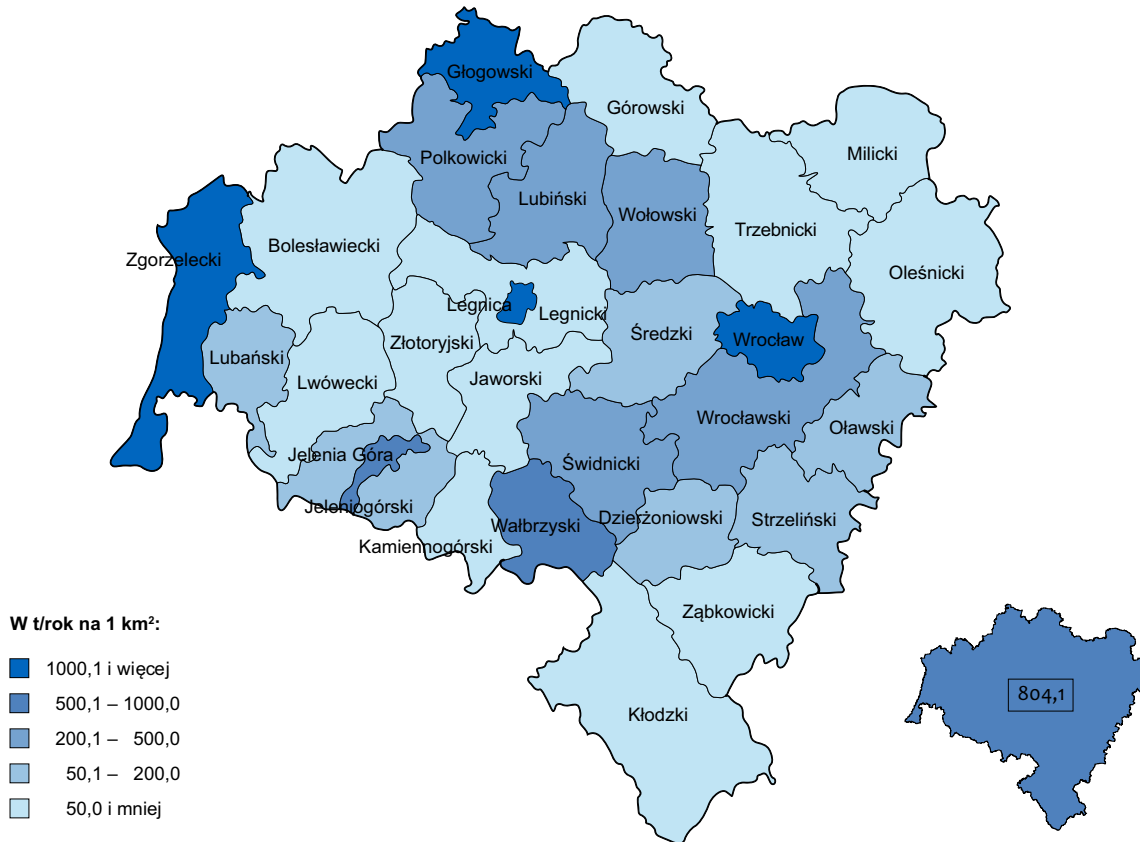 Głogowski
Górowski
Milicki
Polkowicki
Lubiński
Wołowski
Trzebnicki
Bolesławiecki
Zgorzelecki
Oleśnicki
Legnica
Legnicki
Średzki
Wrocław
Złotoryjski
Lubański
Lwówecki
Jaworski
Wrocławski
Oławski
Jelenia Góra
Świdnicki
Jeleniogórski
Wałbrzyski
Dzierżoniowski
Strzeliński
Kamiennogórski
Ząbkowicki
Kłodzki
W t/rok na 1 km²:
1000,1 i więcej
500,1 – 1000,0
200,1 – 500,0
50,1 – 200,0
50,0 i mniej
804,1